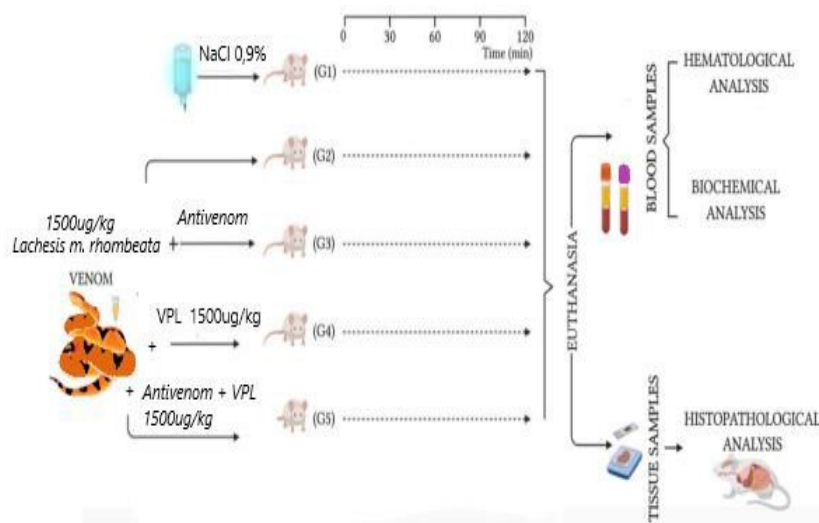 0 30 60 90 120
Time (min)
NaCl 0,9%
(G1)
(G2)
1500ug/kg
Lachesis m. rhombeata +
Antivenom
(G3)
VENOM
+
VPL 1500ug/kg
(G4)
+ Antivenom + VPL
1500ug/kg
(G5)
EUTHANASIA
BLOOD SAMPLES
HEMATOLOGICAL
ANALYSIS
BIOCHEMICAL
ANALYSIS
TISSUE SAMPLES
HISTOPATHOLOGICAL
ANALYSIS